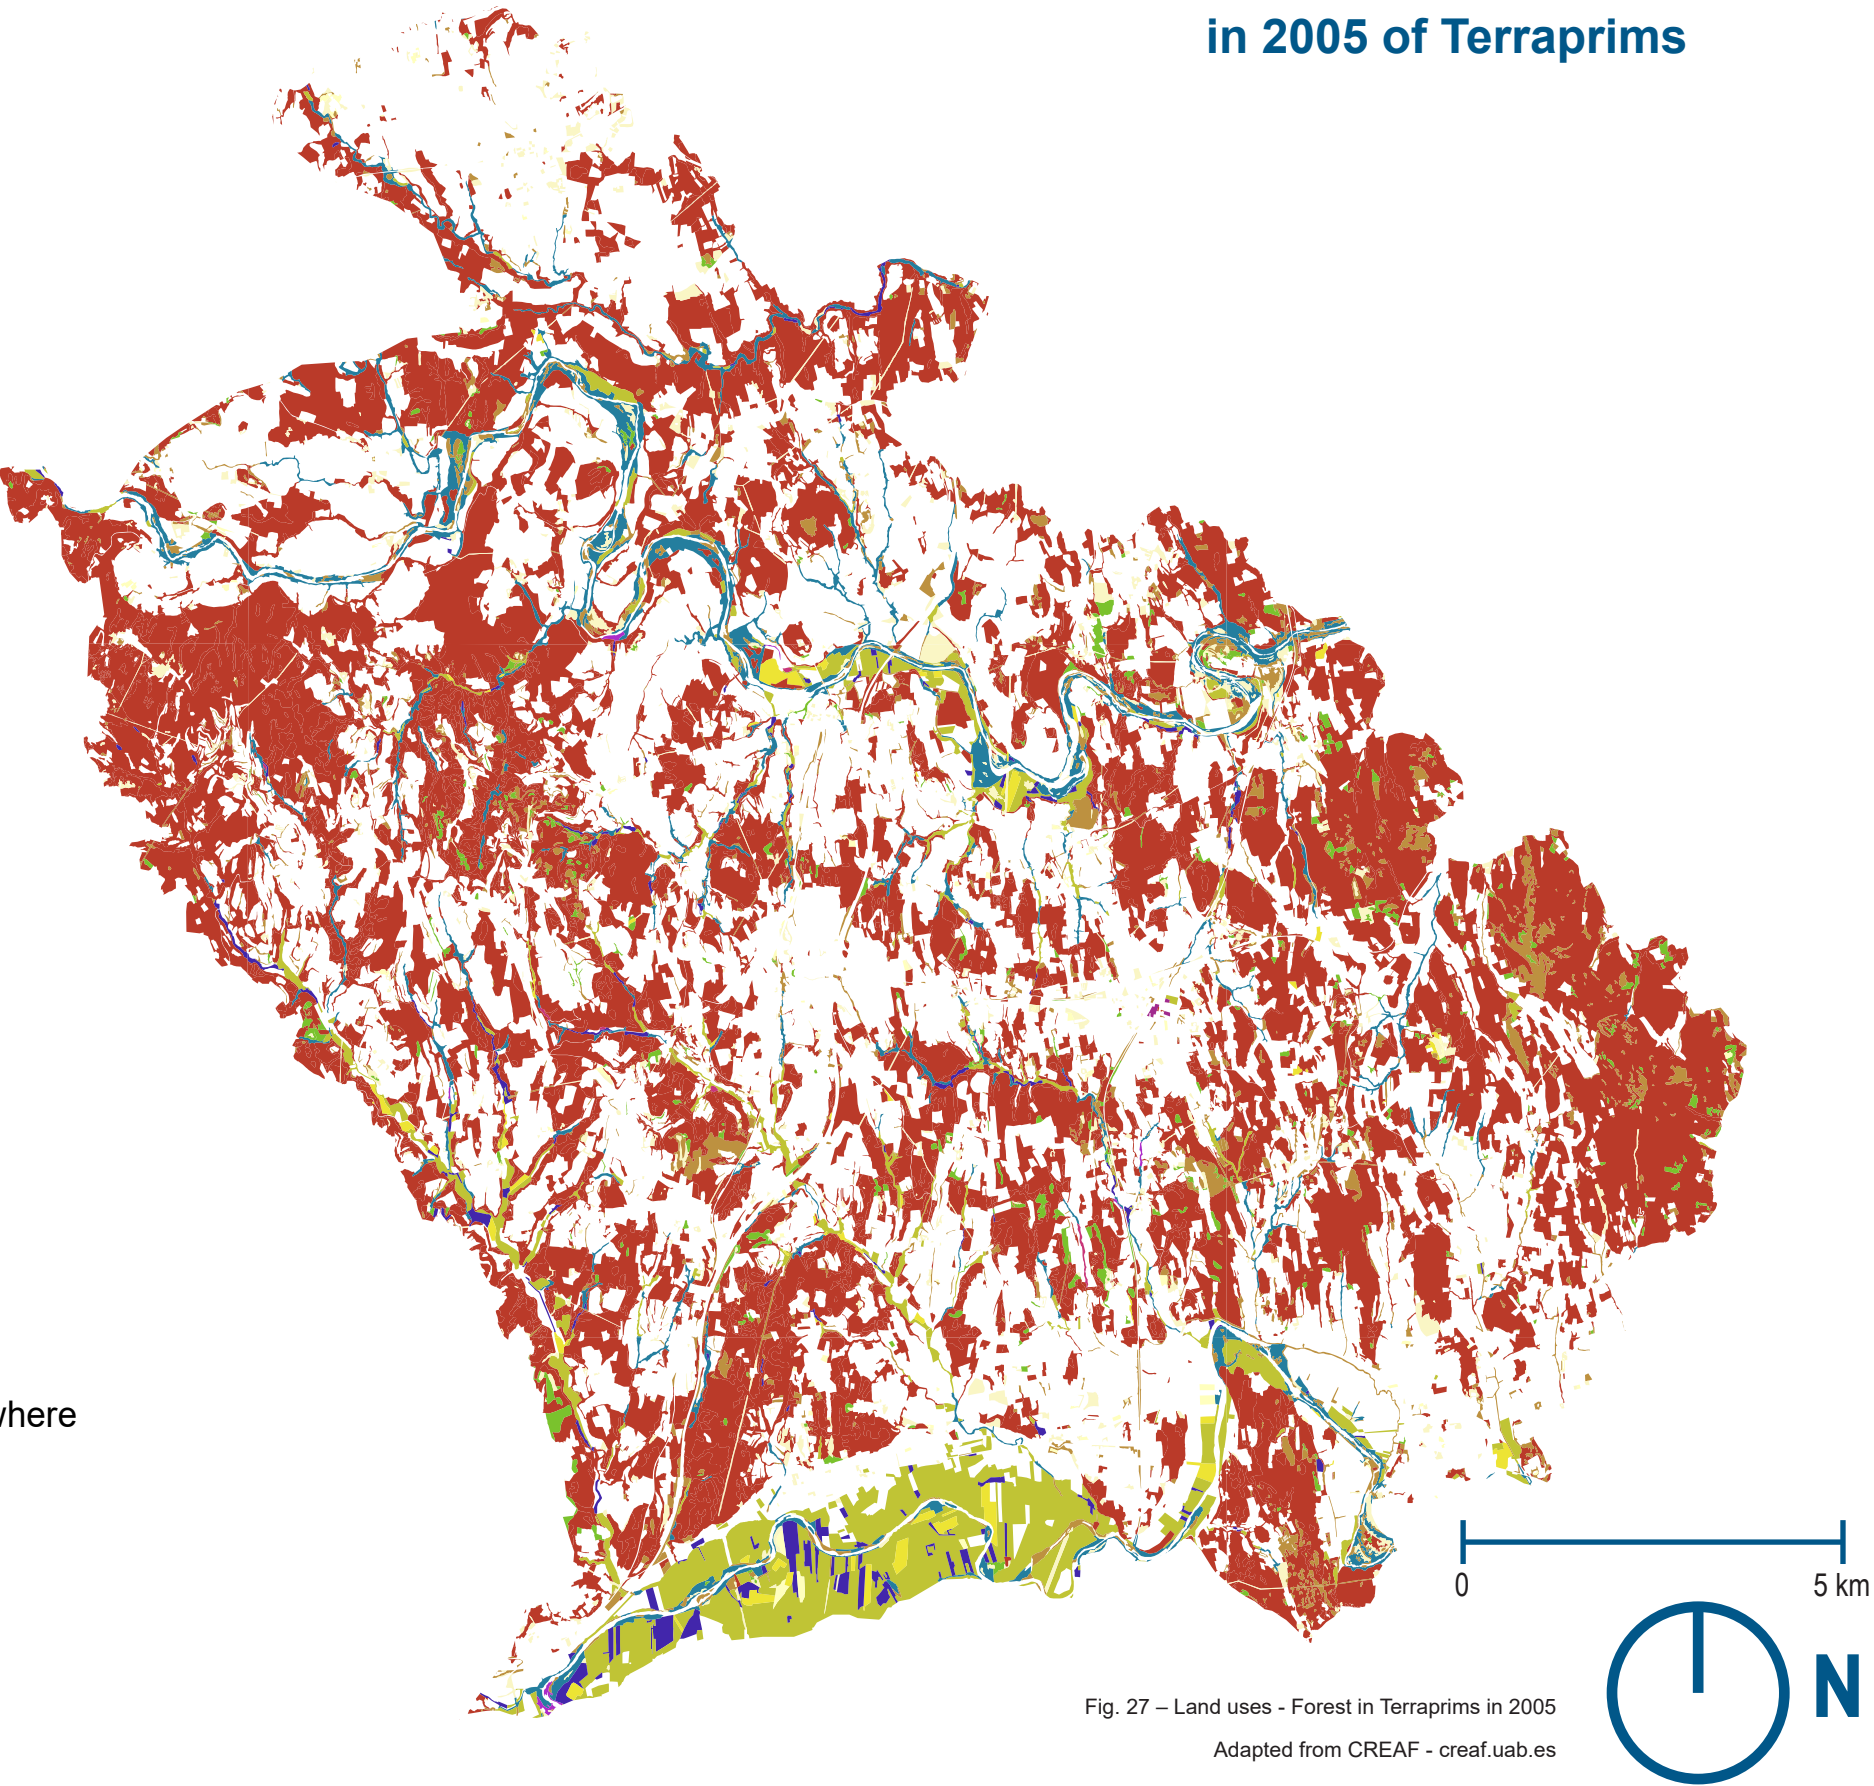 in 2005 of Terraprims
where
0
5 km
N
Fig. 27 – Land uses - Forest in Terraprims in 2005
Adapted from CREAF - creaf.uab.es